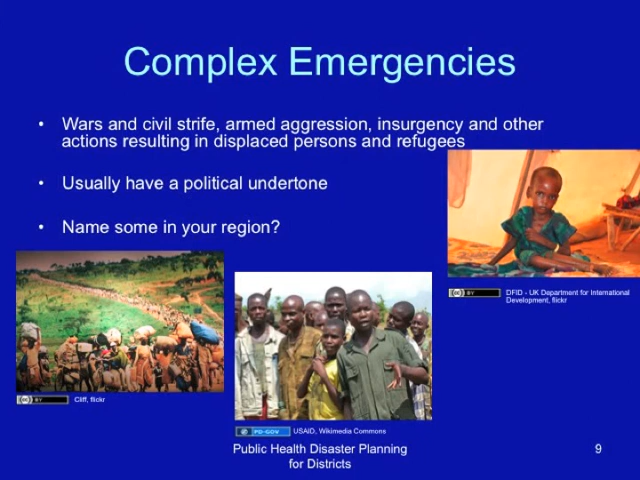 Complex Emergencies
• Wars and civil strife, armed aggression, insurgency and other
actions resulting in displaced persons and refugees
• Usually have a political undertone
• Name some in your region?
BY
DFID - UK Department for International
Development, flickr
BY
Cliff, flickr
PD-GOV
USAID, Wikimedia Commons
Public Health Disaster Planning
for Districts
9